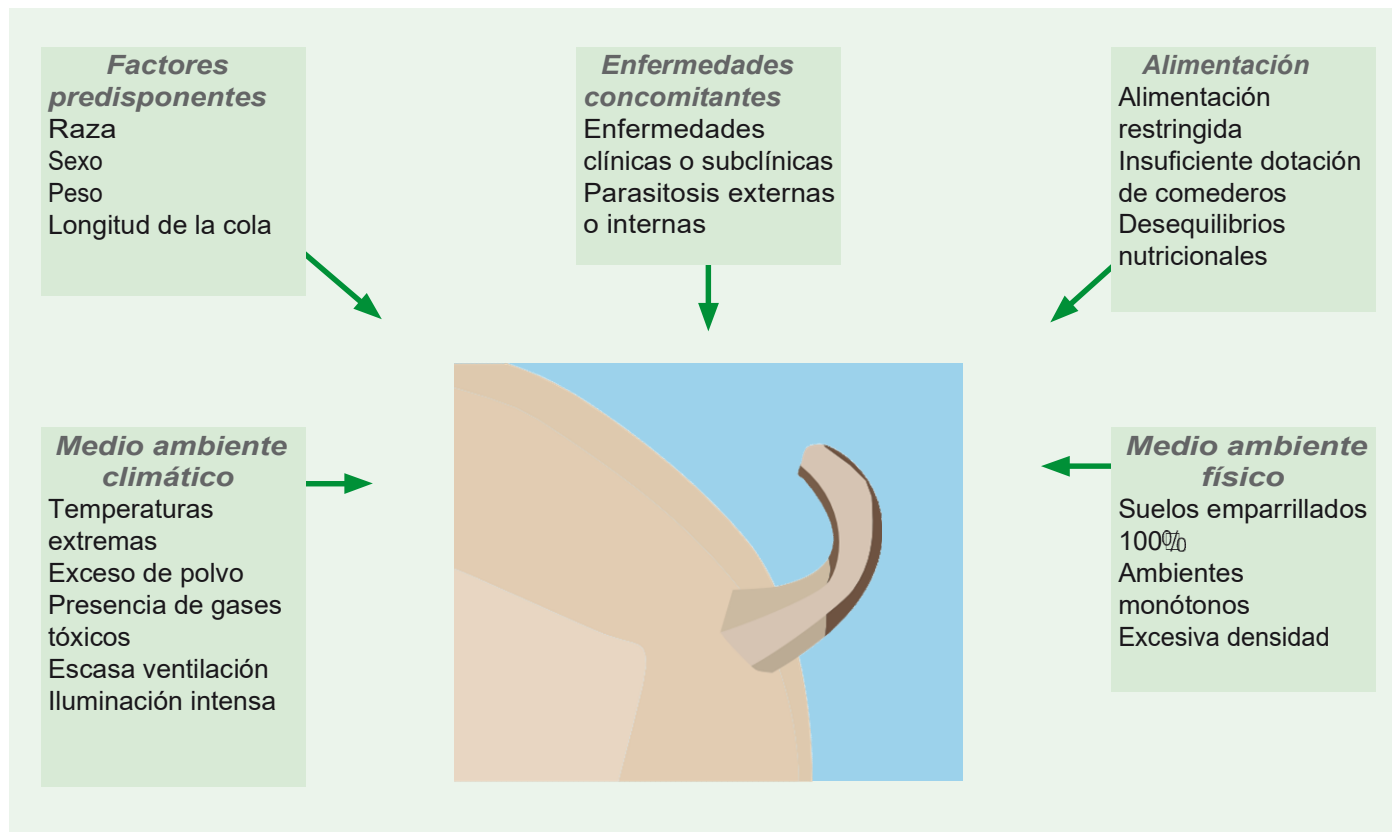 Factores
predisponentes
Raza
Sexo
Peso
Longitud de la cola
Enfermedades
concomitantes
Enfermedades
clínicas o subclínicas
Parasitosis externas
o internas
Alimentación
Alimentación
restringida
Insuficiente dotación
de comederos
Desequilibrios
nutricionales
Medio ambiente
climático
Temperaturas
extremas
Exceso de polvo
Presencia de gases
tóxicos
Escasa ventilación
Iluminación intensa
Medio ambiente
físico
Suelos emparrillados
100%
Ambientes
monótonos
Excesiva densidad